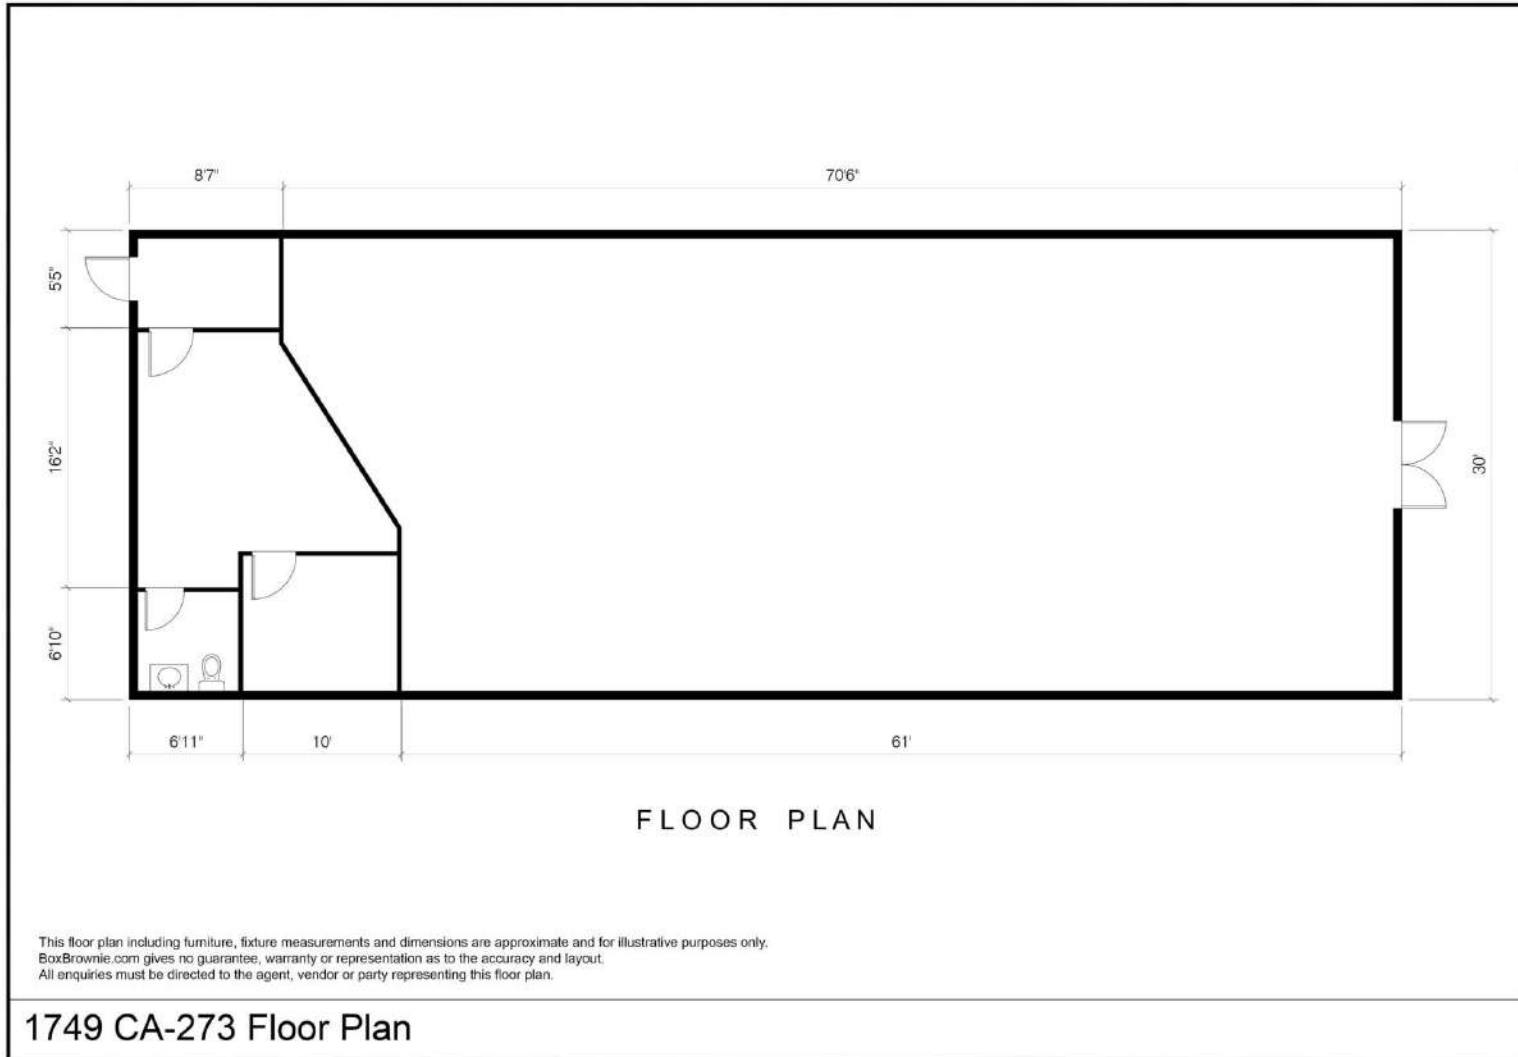 8'7"
70'6"
5'5"
16'2"
30'
6'10"
6'11"
10'
61'
FLOOR PLAN
This floor plan including furniture, fixture measurements and dimensions are approximate and for illustrative purposes only.
BoxBrownie.com gives no guarantee, warranty or representation as to the accuracy and layout.
All enquiries must be directed to the agent, vendor or party representing this floor plan.
1749 CA-273 Floor Plan